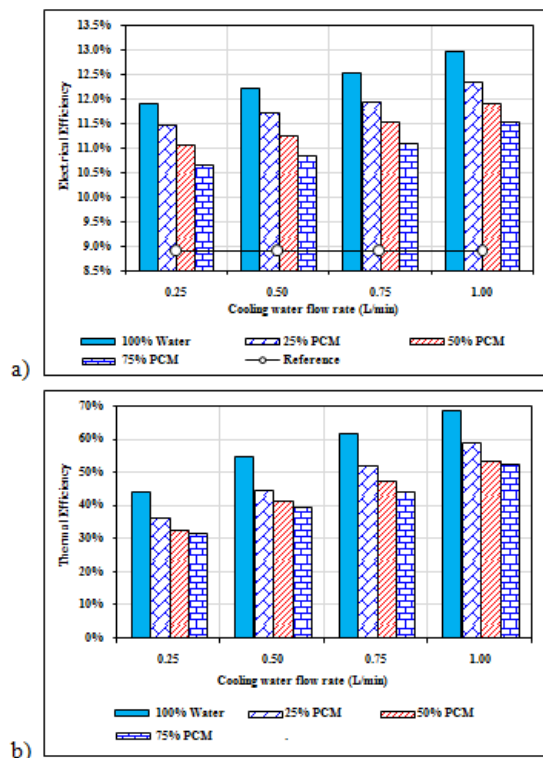 13.5%
13.0%
12.5%
12.0%
11.5%
11.0%
10.5%
10.0%
9.5%
9.0%
8.5%
Electrical Efficiency
0.25 0.50 0.75 1.00
Cooling water flow rate (L/min)
100% Water 25% PCM 50% PCM
75% PCM Reference
a)
70%
60%
50%
40%
30%
20%
10%
0%
Thermal Efficiency
0.25 0.50 0.75 1.00
Cooling water flow rate (L/min)
100% Water 25% PCM 50% PCM
75% PCM
b)